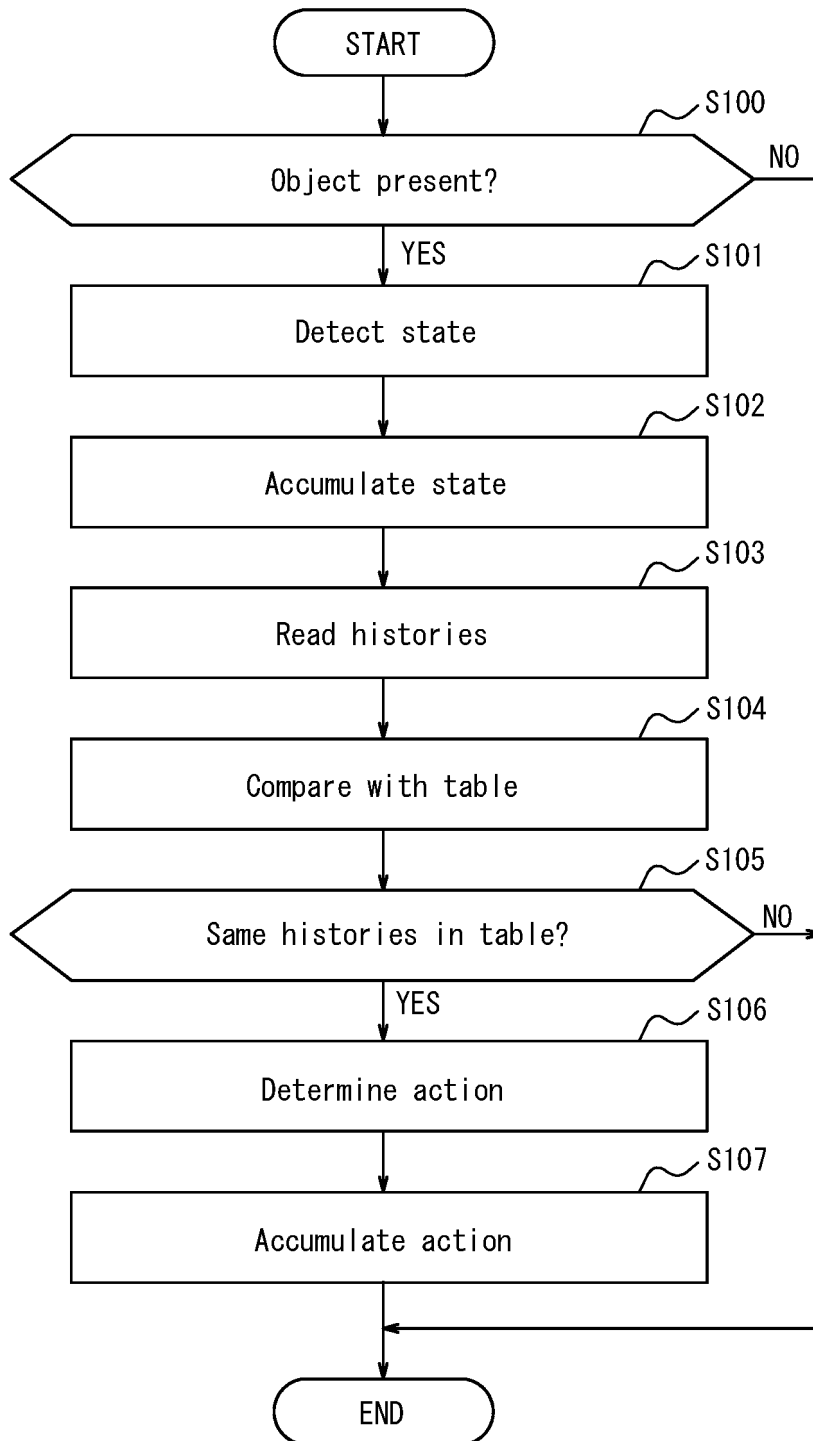 START
S100
Object present?
NO
YES
S101
Detect state
S102
Accumulate state
S103
Read histories
S104
Compare with table
S105
Same histories in table?
NO
YES
S106
Determine action
S107
Accumulate action
END